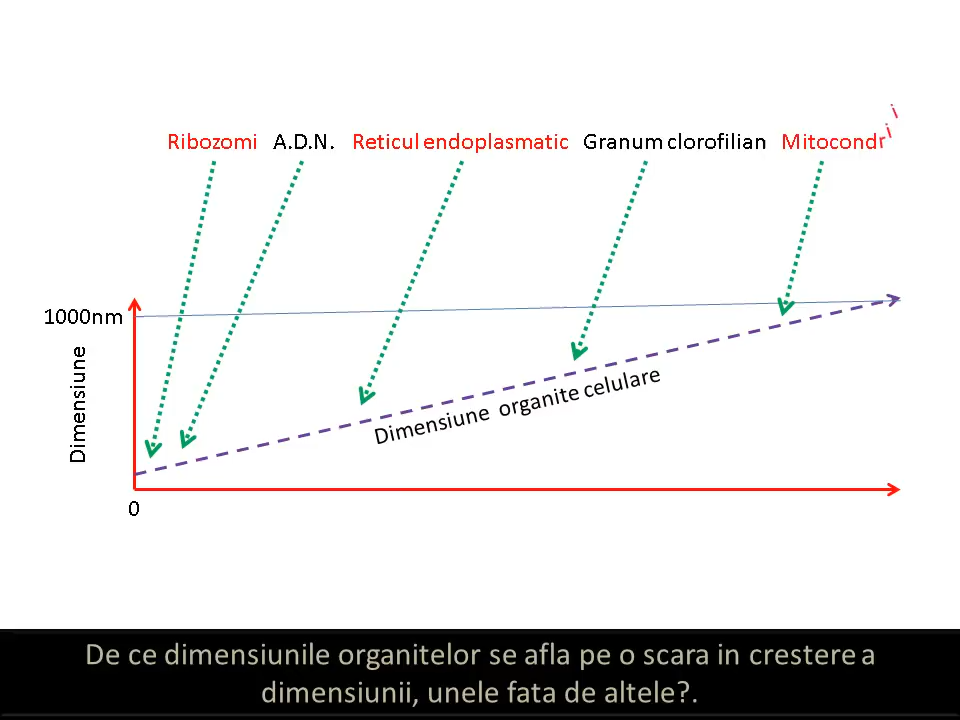 Ribozomi A.D.N. Reticul endoplasmatic Granum clorofilian Mitocondrii
1000nm
Dimensiune
Dimensiune organite celulare
0
De ce dimensiunile organitelor se afla pe o scara in crestere a
dimensiunii, unele fata de altele?.